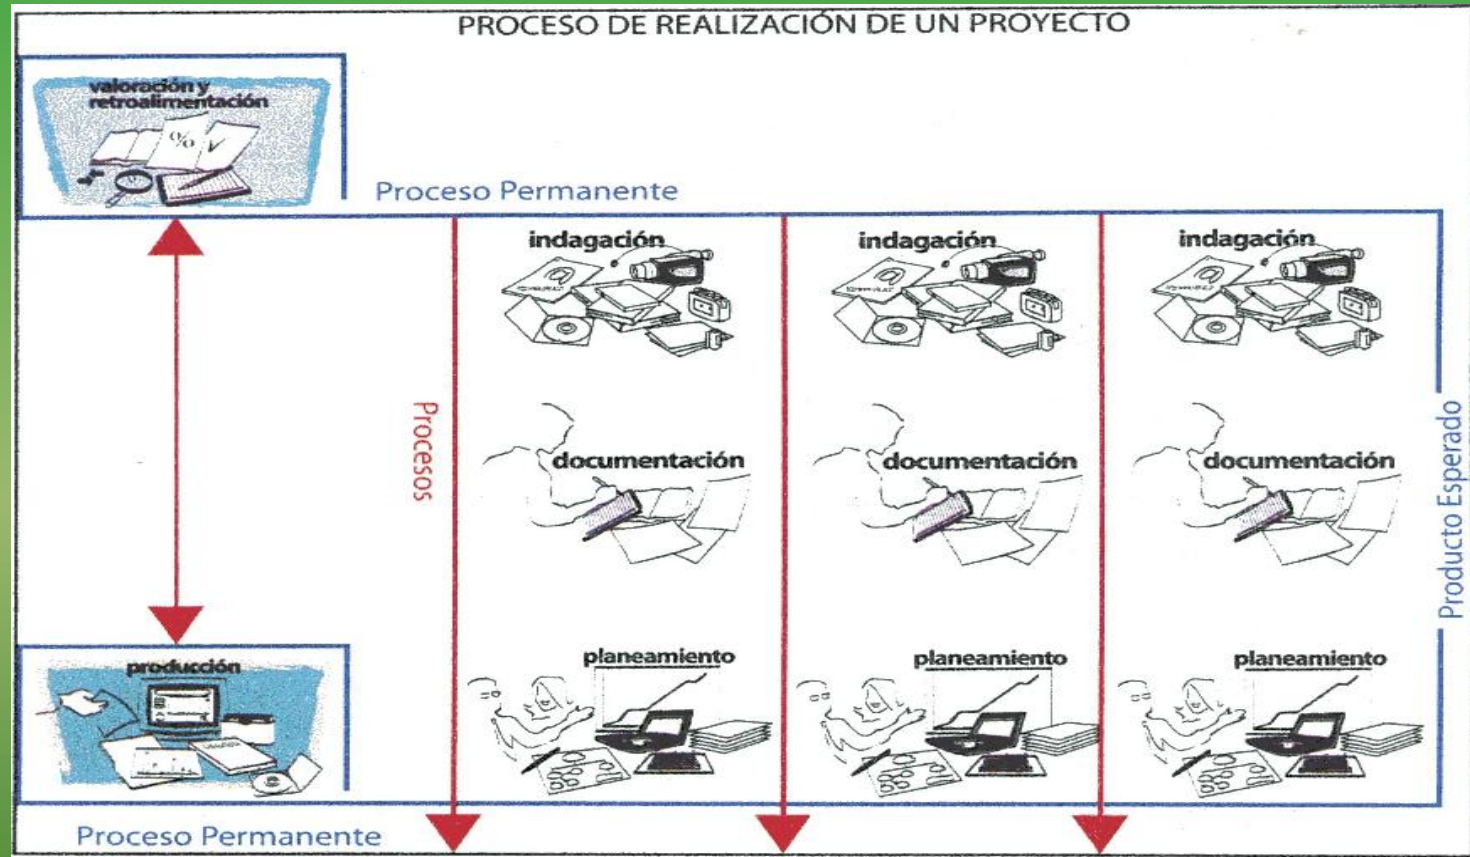 PROCESO DE REALIZACIÓN DE UN PROYECTO
valoración y
retroalimentación
%
Proceso Permanente
indagación
indagación
indagación
Procesos
documentación
documentación
documentación
Producto Esperado
producción
planeamiento
planeamiento
planeamiento
Proceso Permanente